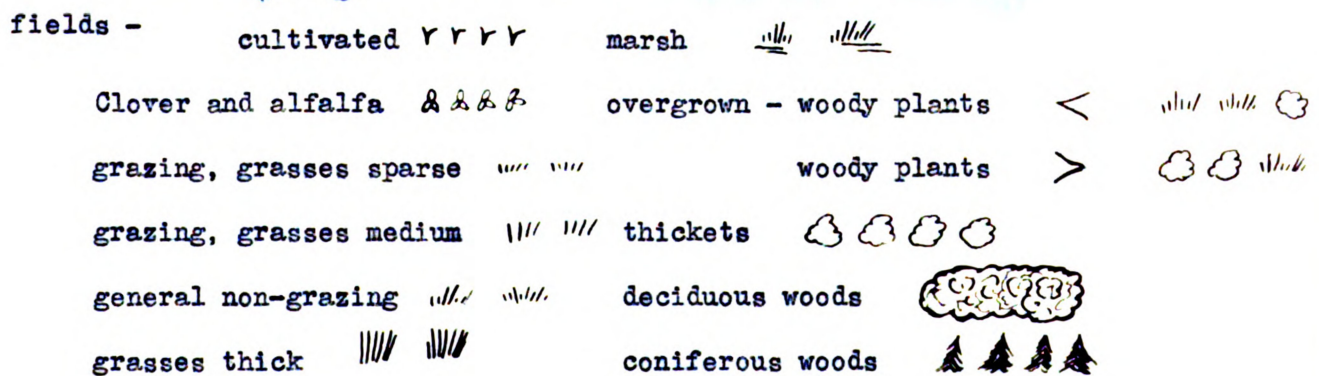 fields -
cultivated marsh
Clover and alfalfa overgrown - woody plants <
grazing, grasses sparse woody plants >
grazing, grasses medium thickets
general non-grazing deciduous woods
grasses thick coniferous woods